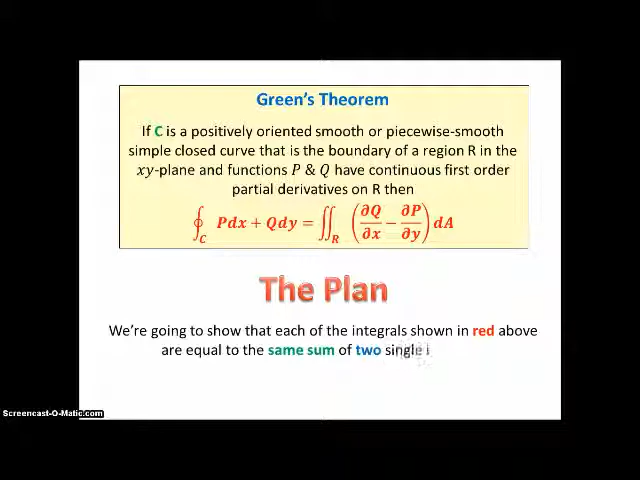 Green's Theorem
If C is a positively oriented smooth or piecewise-smooth
simple closed curve that is the boundary of a region R in the
xy-plane and functions P & Q have continuous first order
partial derivatives on R then
∮_C Pdx + Qdy = ∬_R (∂Q/∂x − ∂P/∂y) dA
The Plan
We're going to show that each of the integrals shown in red above
are equal to the same sum of two single i
Screencast-O-Matic.com